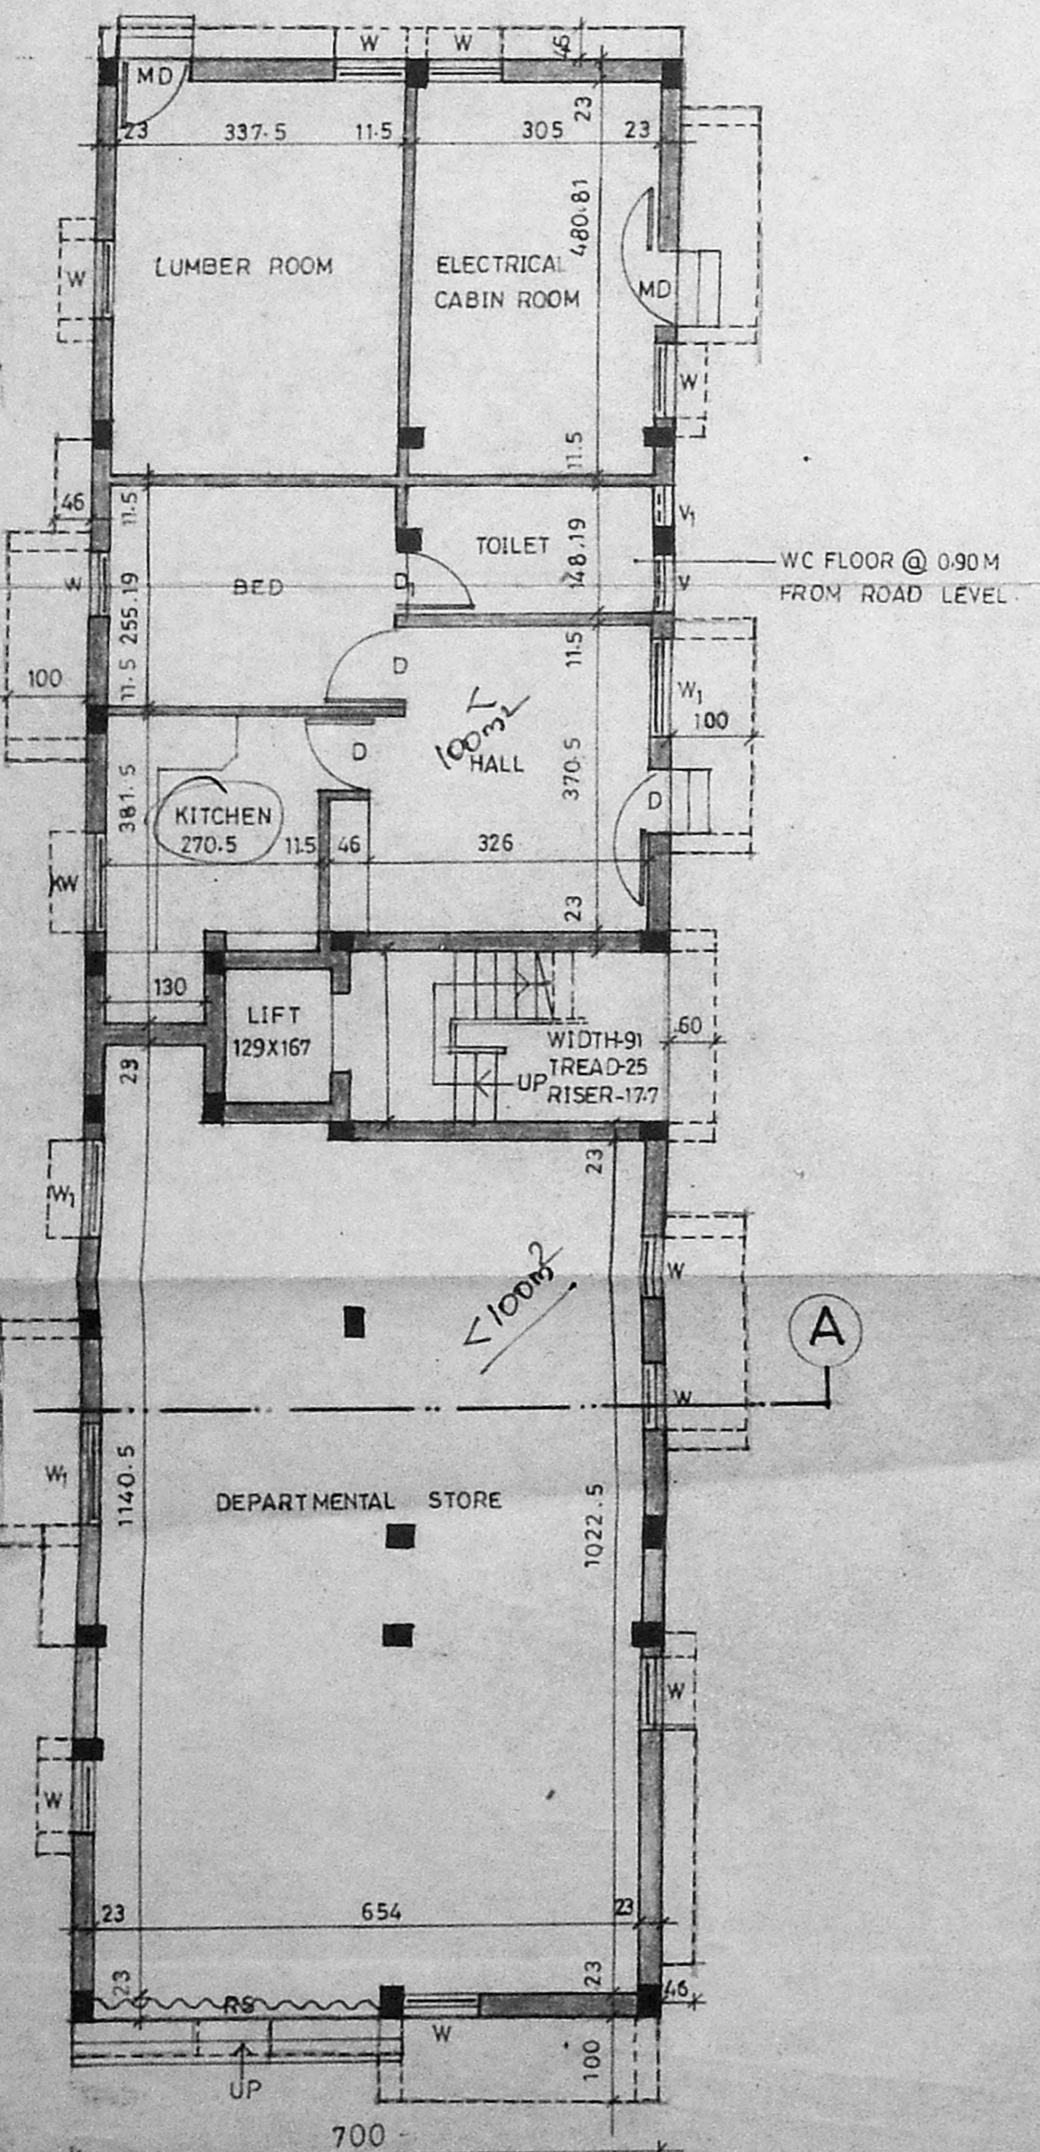 W
W
46
MD
23
337.5
11.5
305
23
23
480.81
LUMBER ROOM
ELECTRICAL
CABIN ROOM
MD
W
W
11.5
46
11.5
V1
TOILET
148.19
WC FLOOR @ 0.90M
FROM ROAD LEVEL
BED
D1
V
W
255.19
11.5
11.5
D
100
W1
100
<
100m2
HALL
D
370.5
381.5
KITCHEN
270.5
11.5
46
326
D
KW
23
130
LIFT
129X167
WIDTH-91
TREAD-25
RISER-17.7
UP
60
23
23
W1
<100m2
W
A
W
W1
1140.5
DEPARTMENTAL STORE
1022.5
W
W
23
654
23
23
RS
23
46
W
UP
100
700